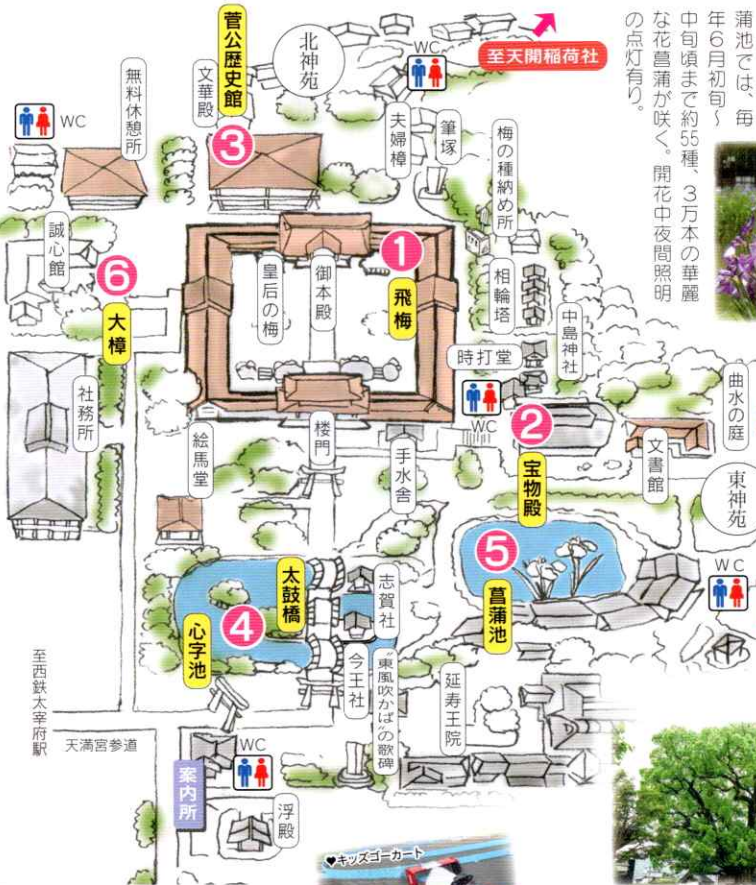 蒲池では、毎
年6月初旬~
中旬頃まで約55種、3万本の華麗
な花菖蒲が咲く。開花中夜間照明
の点灯有り。
至天開稲荷社
北神苑
WC
菅公歴史館
文華殿
3
無料休憩所
WC
夫婦樟
筆塚
梅の種納め所
相輪塔
中島神社
時打堂
WC
1
飛梅
御本殿
皇后の梅
誠心館
6
大樟
社務所
絵馬堂
楼門
手水舎
2
宝物殿
文書館
曲水の庭
東神苑
WC
5
菖蒲池
太鼓橋
4
心字池
志賀社
今王社
“東風吹かば”の歌碑
延寿王院
至西鉄太宰府駅
天満宮参道
WC
案内所
浮殿
♥キッズゴーカート